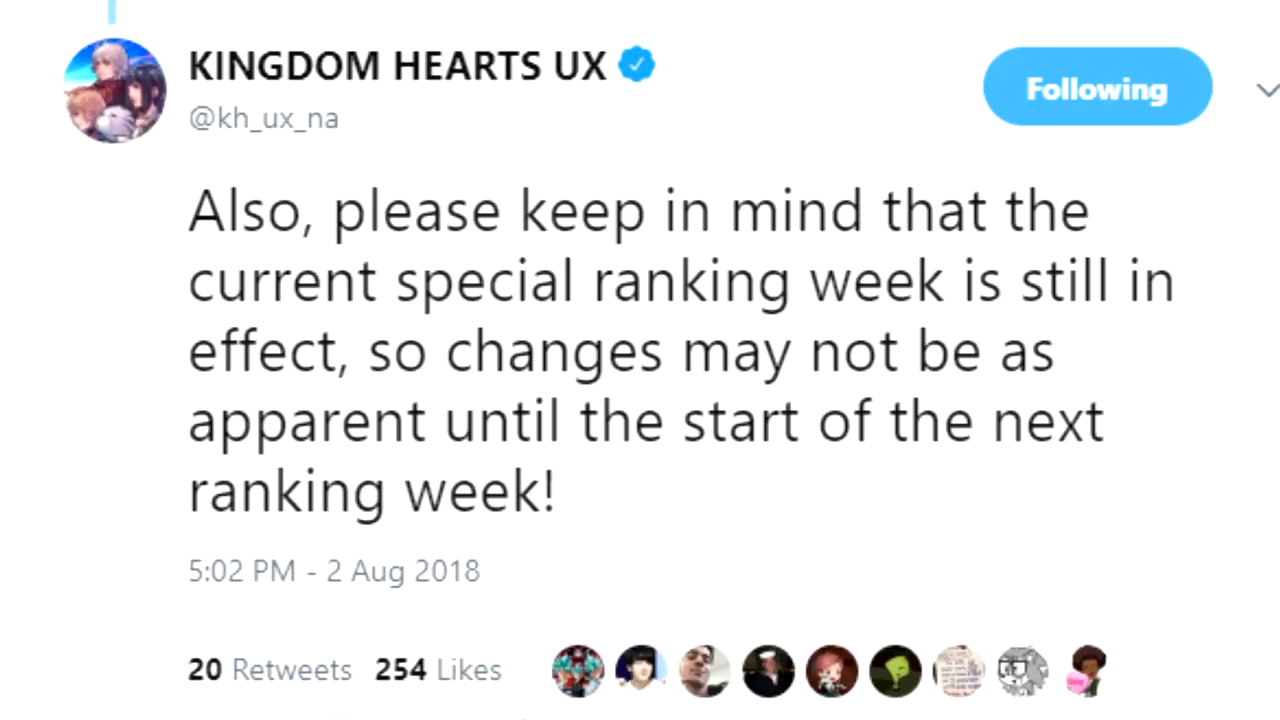 KINGDOM HEARTS UX
@kh_ux_na
Following
Also, please keep in mind that the
current special ranking week is still in
effect, so changes may not be as
apparent until the start of the next
ranking week!
5:02 PM - 2 Aug 2018
20 Retweets 254 Likes